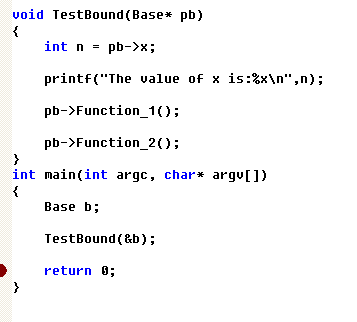 void TestBound(Base* pb)
{
    int n = pb->x;
    printf("The value of x is:%x\n",n);
    pb->Function_1();
    pb->Function_2();
}
int main(int argc, char* argv[])
{
    Base b;
    TestBound(&b);
    return 0;
}